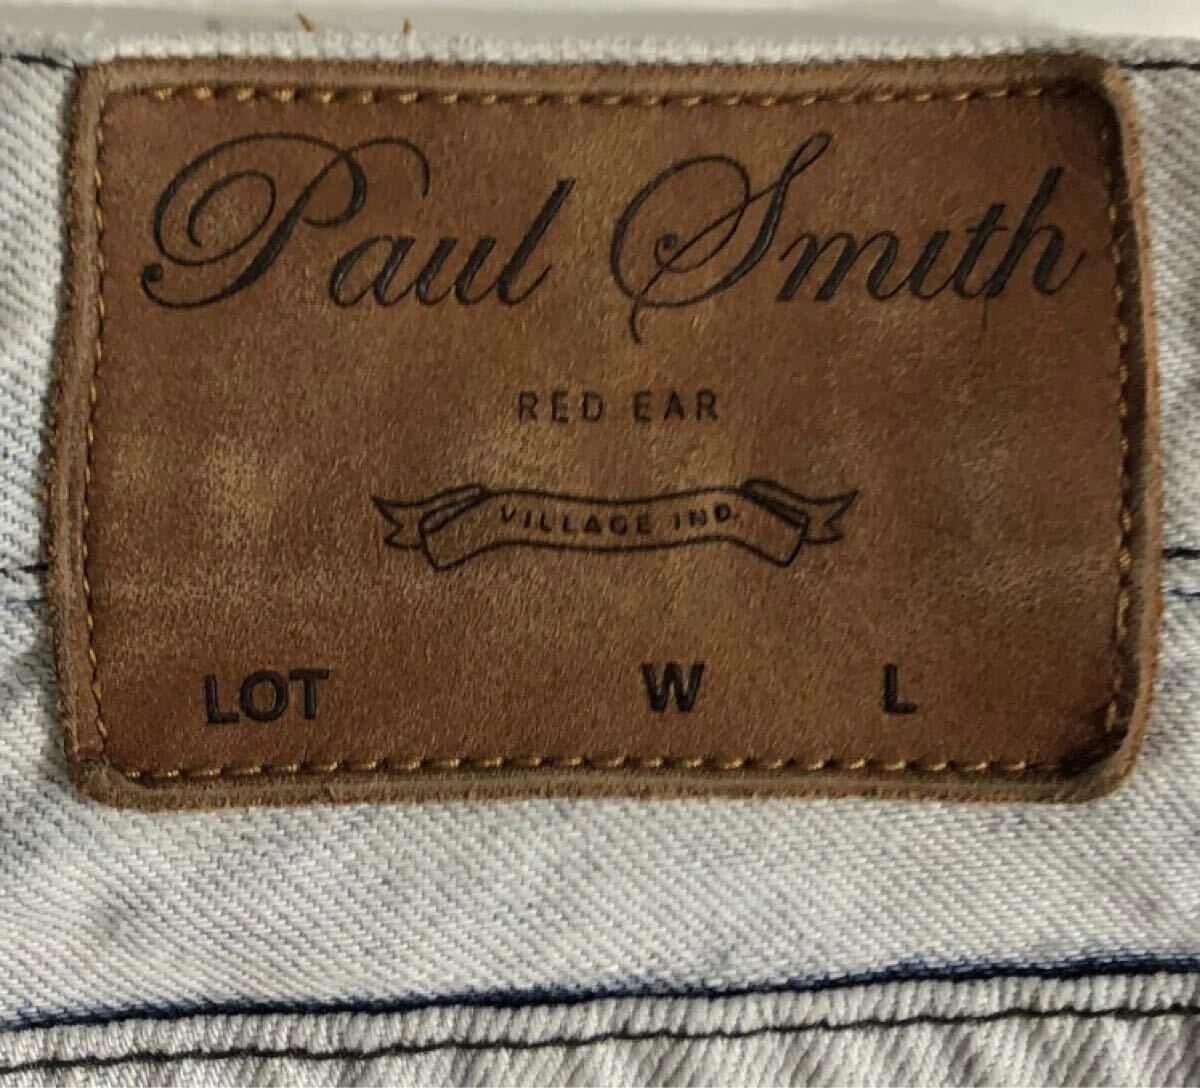 Paul Smith
RED EAR
VILLAGE IND.
LOT W L